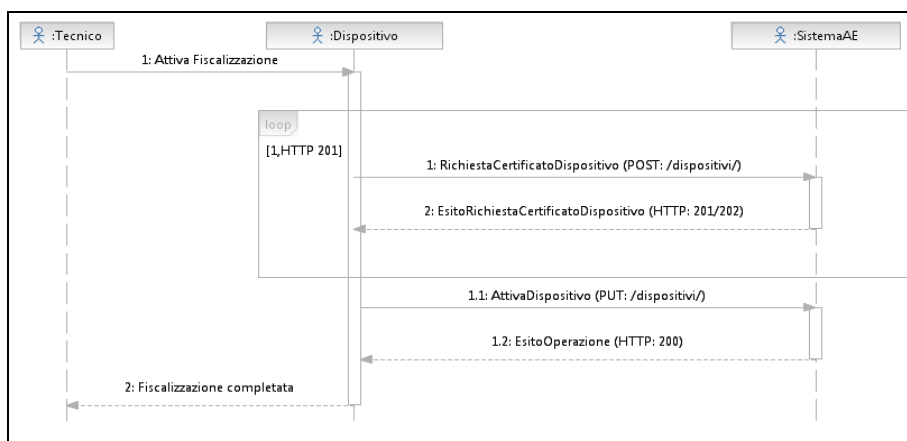 :Tecnico
:Dispositivo
:SistemaAE
1: Attiva Fiscalizzazione
loop
[1,HTTP 201]
1: RichiestaCertificatoDispositivo (POST: /dispositivi/)
2: EsitoRichiestaCertificatoDispositivo (HTTP: 201/202)
1.1: AttivaDispositivo (PUT: /dispositivi/)
1.2: EsitoOperazione (HTTP: 200)
2: Fiscalizzazione completata